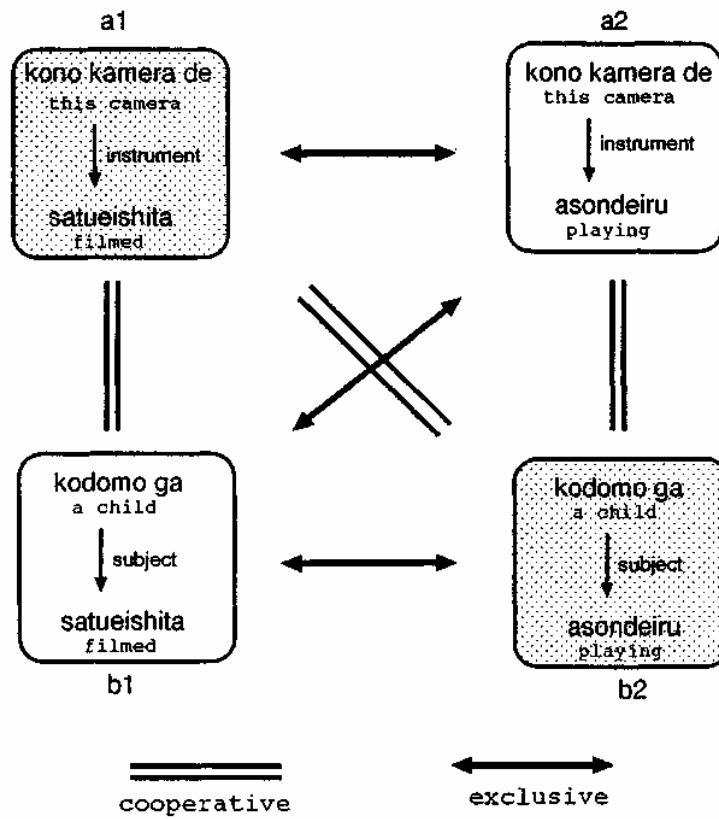 a1
a2
kono kamera de
this camera
instrument
satueishita
filmed
kono kamera de
this camera
instrument
asondeiru
playing
kodomo ga
a child
subject
satueishita
filmed
kodomo ga
a child
subject
asondeiru
playing
b1
b2
cooperative
exclusive